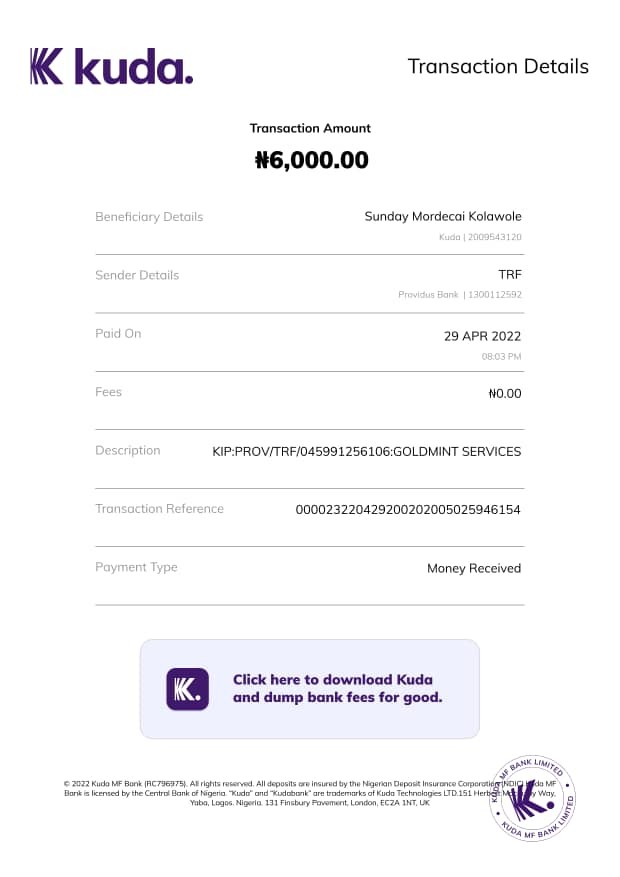 kuda.
Transaction Details
Transaction Amount
₦6,000.00
Beneficiary Details
Sunday Mordecai Kolawole
Kuda | 2009543120
Sender Details
TRF
Providus Bank | 1300112592
Paid On
29 APR 2022
08:03 PM
Fees
₦0.00
Description
KIP:PROV/TRF/045991256106:GOLDMINT SERVICES
Transaction Reference
000023220429200202005025946154
Payment Type
Money Received
Click here to download Kuda
and dump bank fees for good.
© 2022 Kuda MF Bank (RC796975). All rights reserved. All deposits are insured by the Nigerian Deposit Insurance Corporation (NDIC). Kuda MF
Bank is licensed by the Central Bank of Nigeria. “Kuda” and “Kudabank” are trademarks of Kuda Technologies LTD.151 Herbert Macaulay Way,
Yaba, Lagos. Nigeria. 131 Finsbury Pavement, London, EC2A 1NT, UK
KUDA MF BANK LIMITED
KUDA MF BANK LIMITED